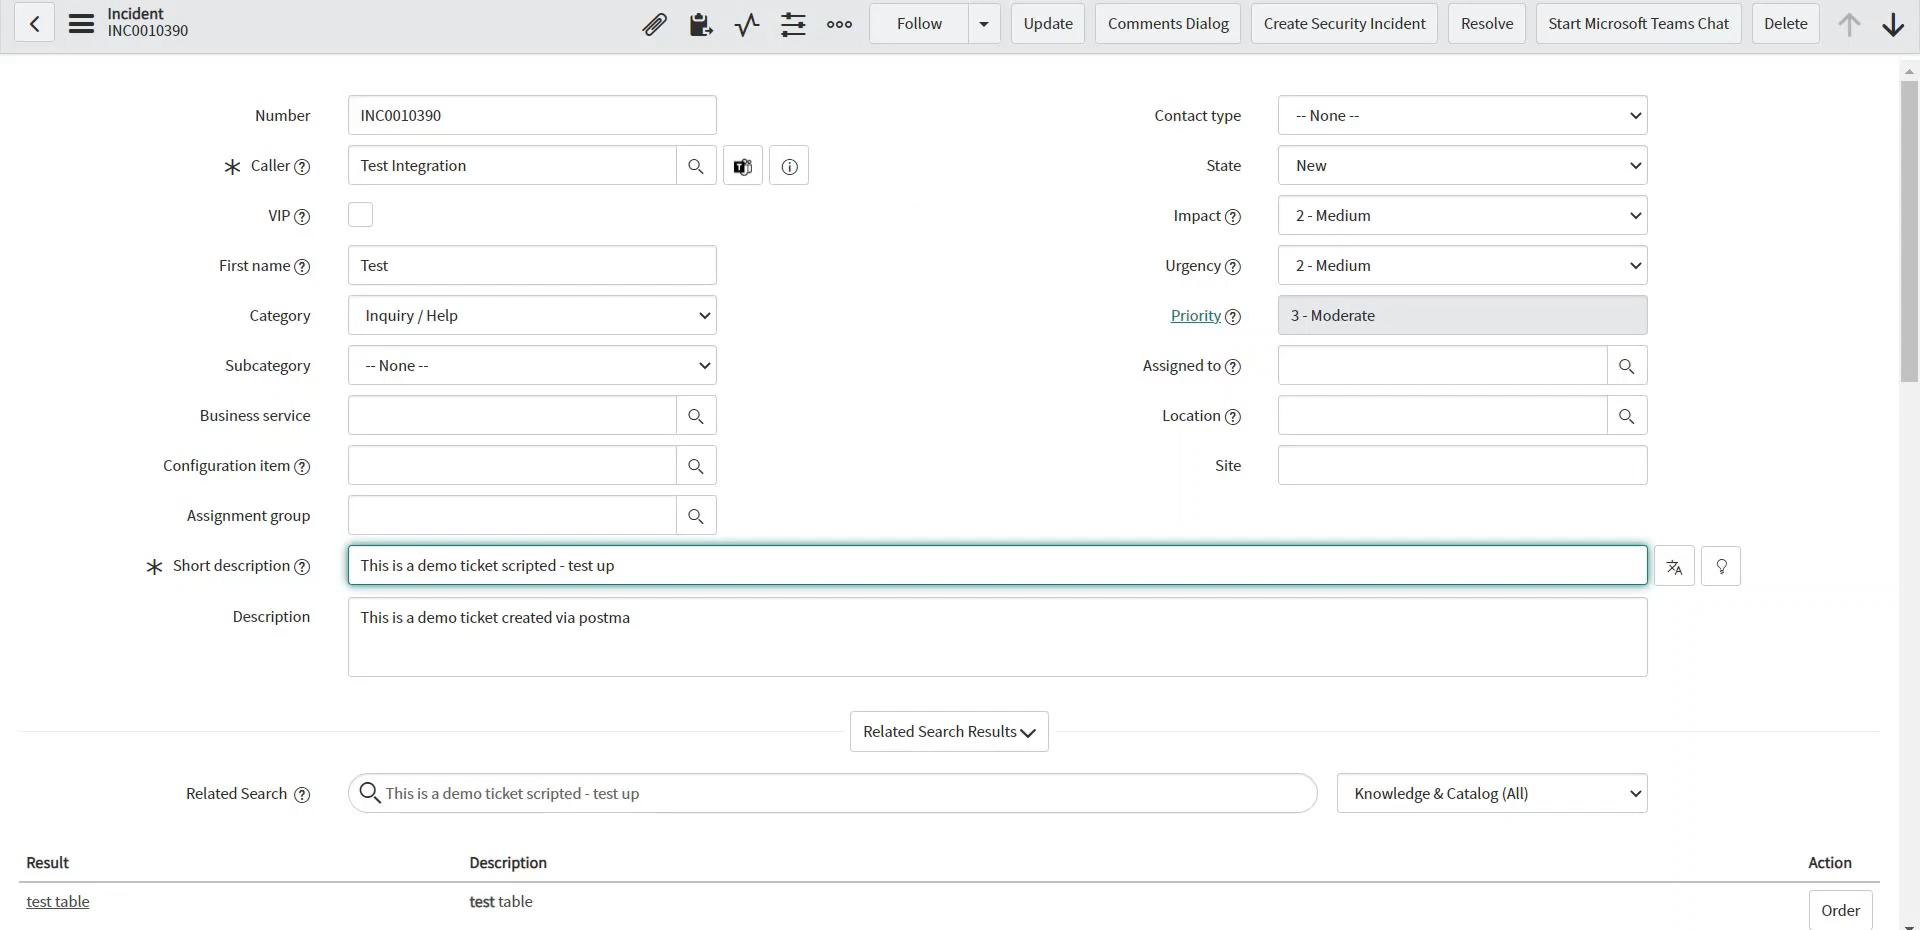 Incident
INC0010390
Follow
Update
Comments Dialog
Create Security Incident
Resolve
Start Microsoft Teams Chat
Delete
Number
INC0010390
Contact type
-- None --
Caller
Test Integration
State
New
VIP
Impact
2 - Medium
First name
Test
Urgency
2 - Medium
Category
Inquiry / Help
Priority
3 - Moderate
Subcategory
-- None --
Assigned to
Business service
Location
Configuration item
Site
Assignment group
Short description
This is a demo ticket scripted - test up
Description
This is a demo ticket created via postma
Related Search Results
Related Search
This is a demo ticket scripted - test up
Knowledge & Catalog (All)
Result
Description
Action
test table
test table
Order